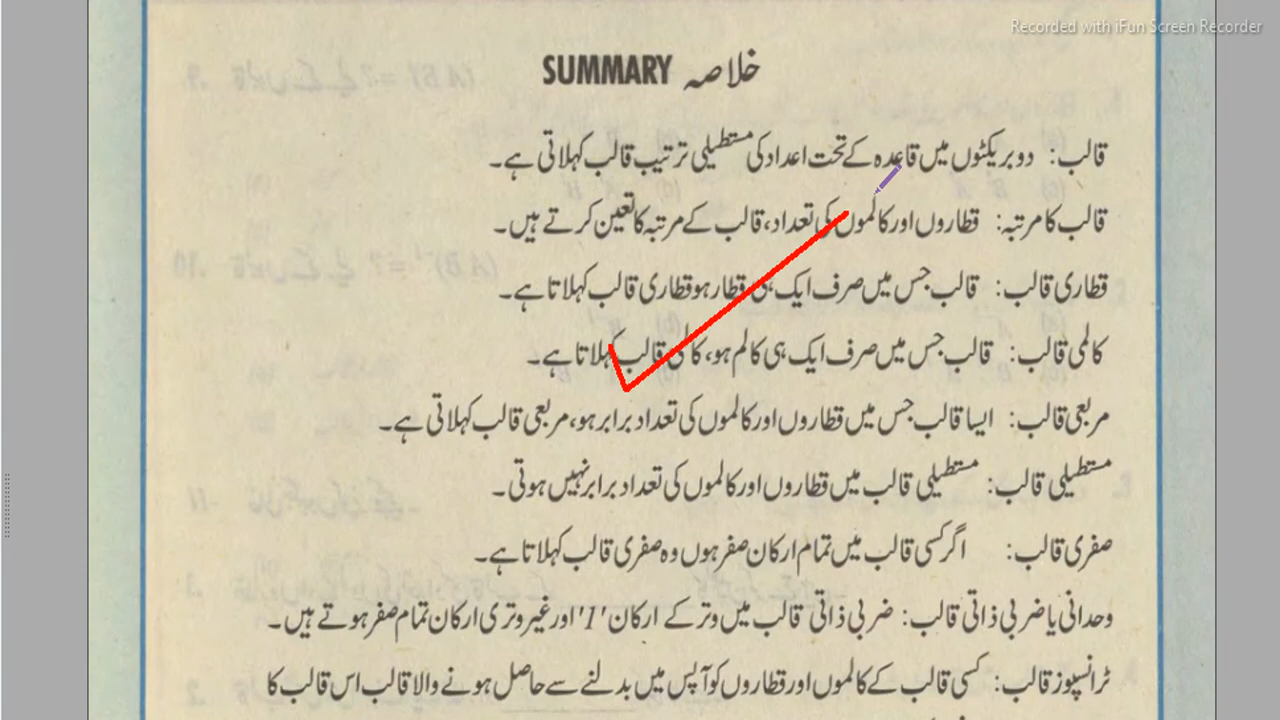 Recorded with iFun Screen Recorder
خلاصہ SUMMARY
قالب: دو بریکٹوں میں قاعدہ کے تحت اعداد کی مستطیلی ترتیب قالب کہلاتی ہے۔
قالب کا مرتبہ: قطاروں اور کالموں کی تعداد، قالب کے مرتبہ کا تعین کرتے ہیں۔
قطاری قالب: قالب جس میں صرف ایک ہی قطار ہو قطاری قالب کہلاتا ہے۔
کالمی قالب: قالب جس میں صرف ایک ہی کالم ہو، کالمی قالب کہلاتا ہے۔
مربعی قالب: ایسا قالب جس میں قطاروں اور کالموں کی تعداد برابر ہو، مربعی قالب کہلاتی ہے۔
مستطیلی قالب: مستطیلی قالب میں قطاروں اور کالموں کی تعداد برابر نہیں ہوتی۔
صفری قالب: اگر کسی قالب میں تمام ارکان صفر ہوں وہ صفری قالب کہلاتا ہے۔
وحدانی یا ضربی ذاتی قالب: ضربی ذاتی قالب میں وتر کے ارکان '1' اور غیر وتری ارکان تمام صفر ہوتے ہیں۔
ٹرانسپوز قالب: کسی قالب کے کالموں اور قطاروں کو آپس میں بدلنے سے حاصل ہونے والا قالب اس قالب کا